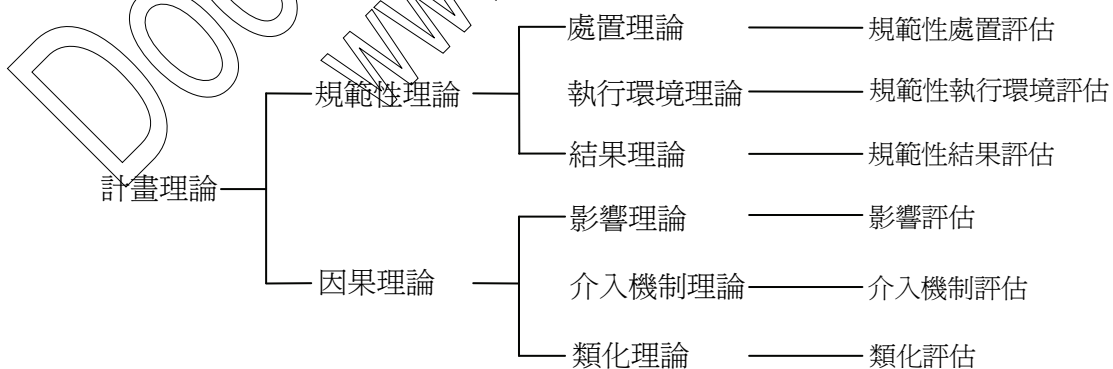 處置理論 規範性處置評估
規範性理論 執行環境理論 規範性執行環境評估
結果理論 規範性結果評估
計畫理論
影響理論 影響評估
因果理論 介入機制理論 介入機制評估
類化理論 類化評估
Doc
ww